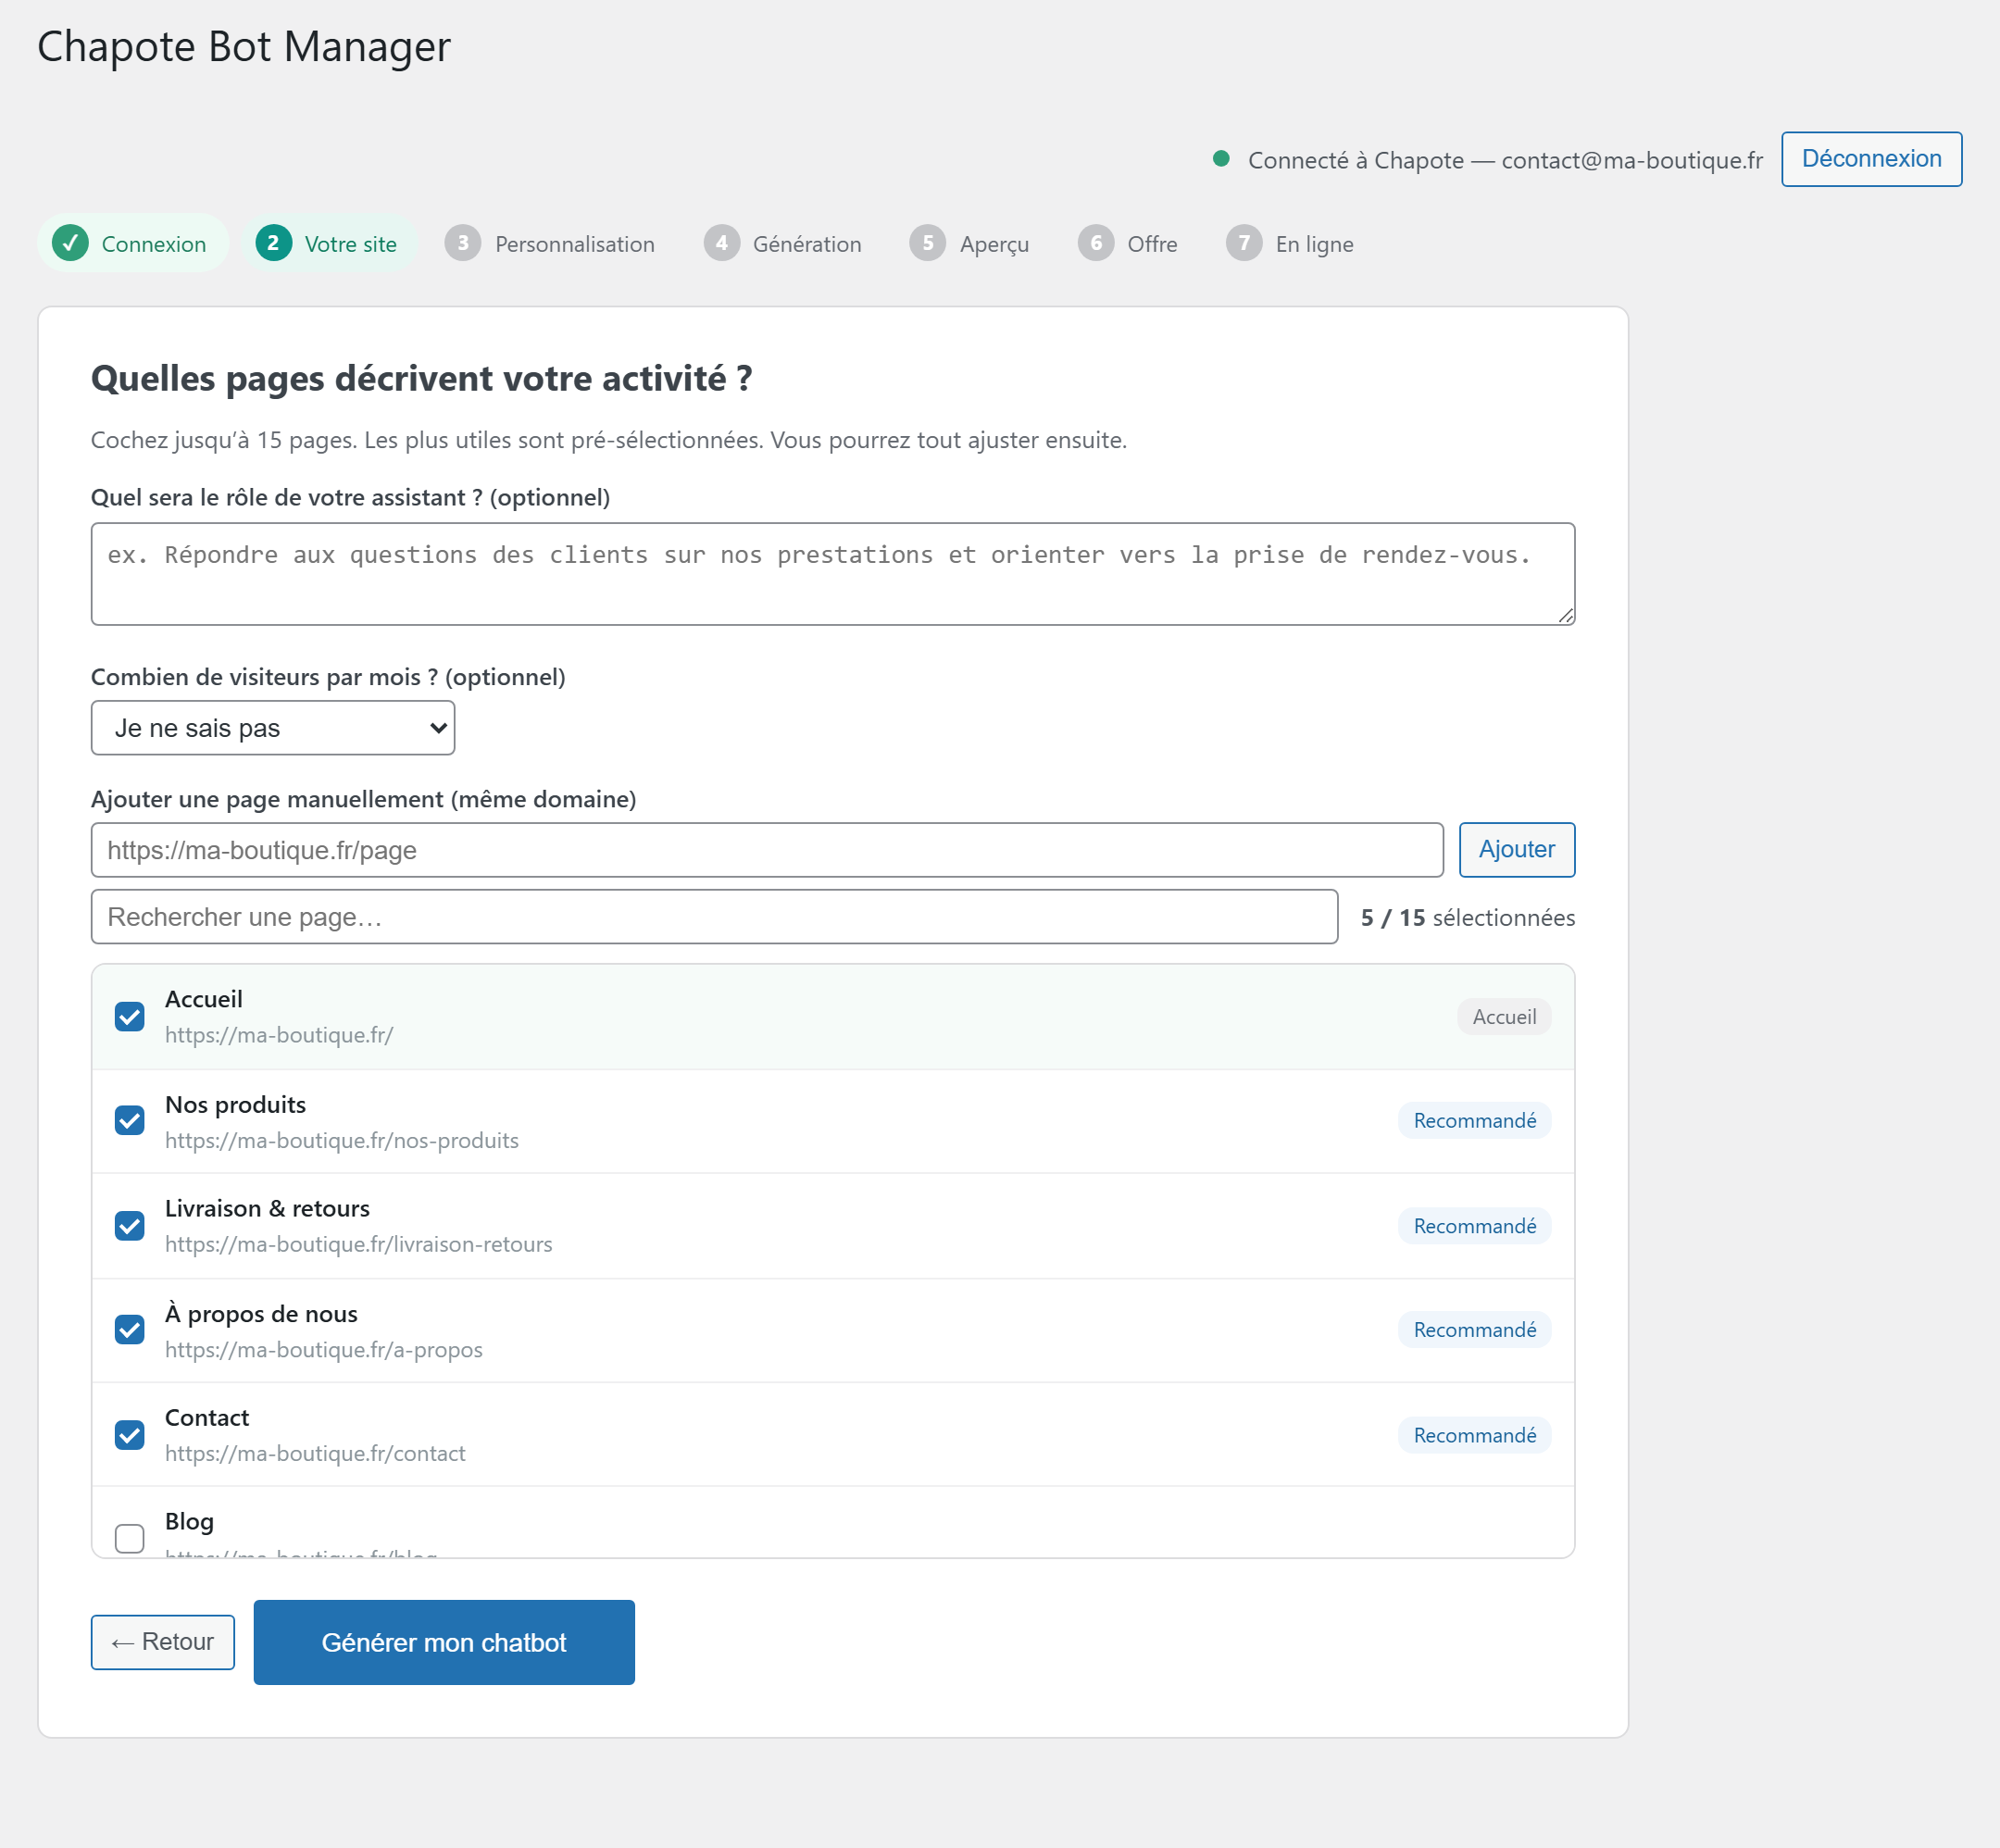 Chapote Bot Manager
Connecté à Chapote — contact@ma-boutique.fr
Déconnexion
✓ Connexion
2 Votre site
3 Personnalisation
4 Génération
5 Aperçu
6 Offre
7 En ligne
Quelles pages décrivent votre activité ?
Cochez jusqu’à 15 pages. Les plus utiles sont pré-sélectionnées. Vous pourrez tout ajuster ensuite.
Quel sera le rôle de votre assistant ? (optionnel)
ex. Répondre aux questions des clients sur nos prestations et orienter vers la prise de rendez-vous.
Combien de visiteurs par mois ? (optionnel)
Je ne sais pas
Ajouter une page manuellement (même domaine)
https://ma-boutique.fr/page
Ajouter
Rechercher une page…
5 / 15 sélectionnées
Accueil
https://ma-boutique.fr/
Accueil
Nos produits
https://ma-boutique.fr/nos-produits
Recommandé
Livraison & retours
https://ma-boutique.fr/livraison-retours
Recommandé
À propos de nous
https://ma-boutique.fr/a-propos
Recommandé
Contact
https://ma-boutique.fr/contact
Recommandé
Blog
https://ma-boutique.fr/blog
← Retour
Générer mon chatbot